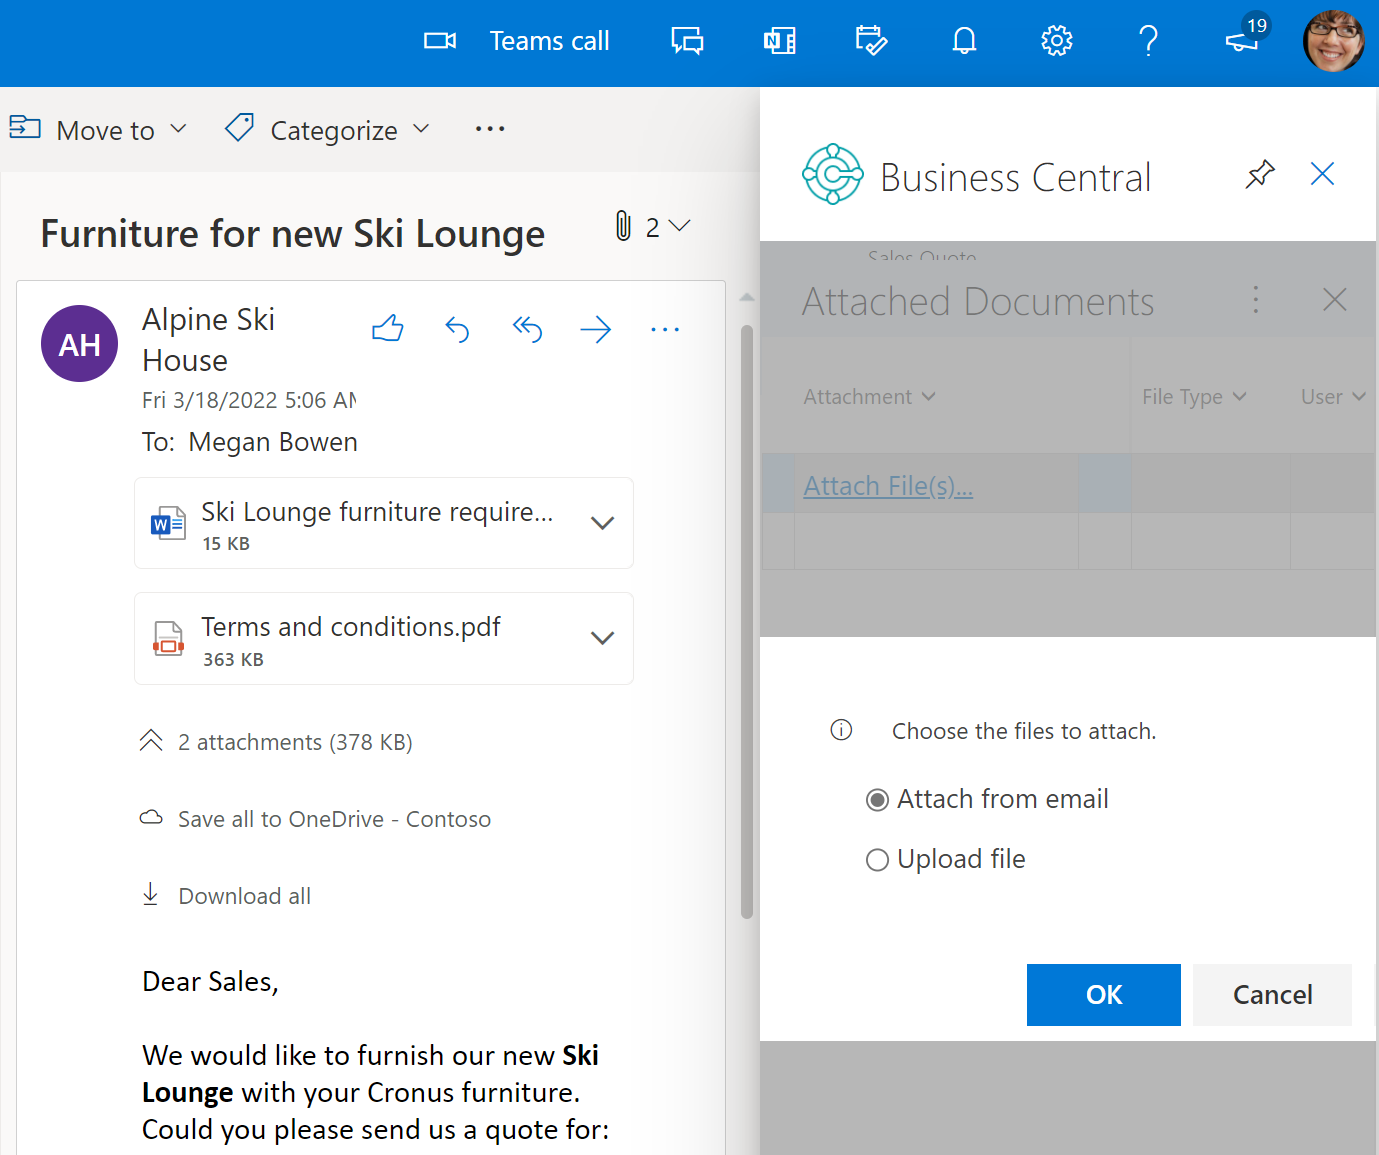 Teams call
19
Move to
Categorize
Business Central
Furniture for new Ski Lounge
2
Sales Quote
Attached Documents
AH
Alpine Ski
House
Fri 3/18/2022 5:06 AM
To: Megan Bowen
Attachment
File Type
User
Attach File(s)...
Ski Lounge furniture require...
15 KB
Terms and conditions.pdf
363 KB
2 attachments (378 KB)
Save all to OneDrive - Contoso
Download all
Choose the files to attach.
Attach from email
Upload file
OK
Cancel
Dear Sales,
We would like to furnish our new Ski
Lounge with your Cronus furniture.
Could you please send us a quote for: